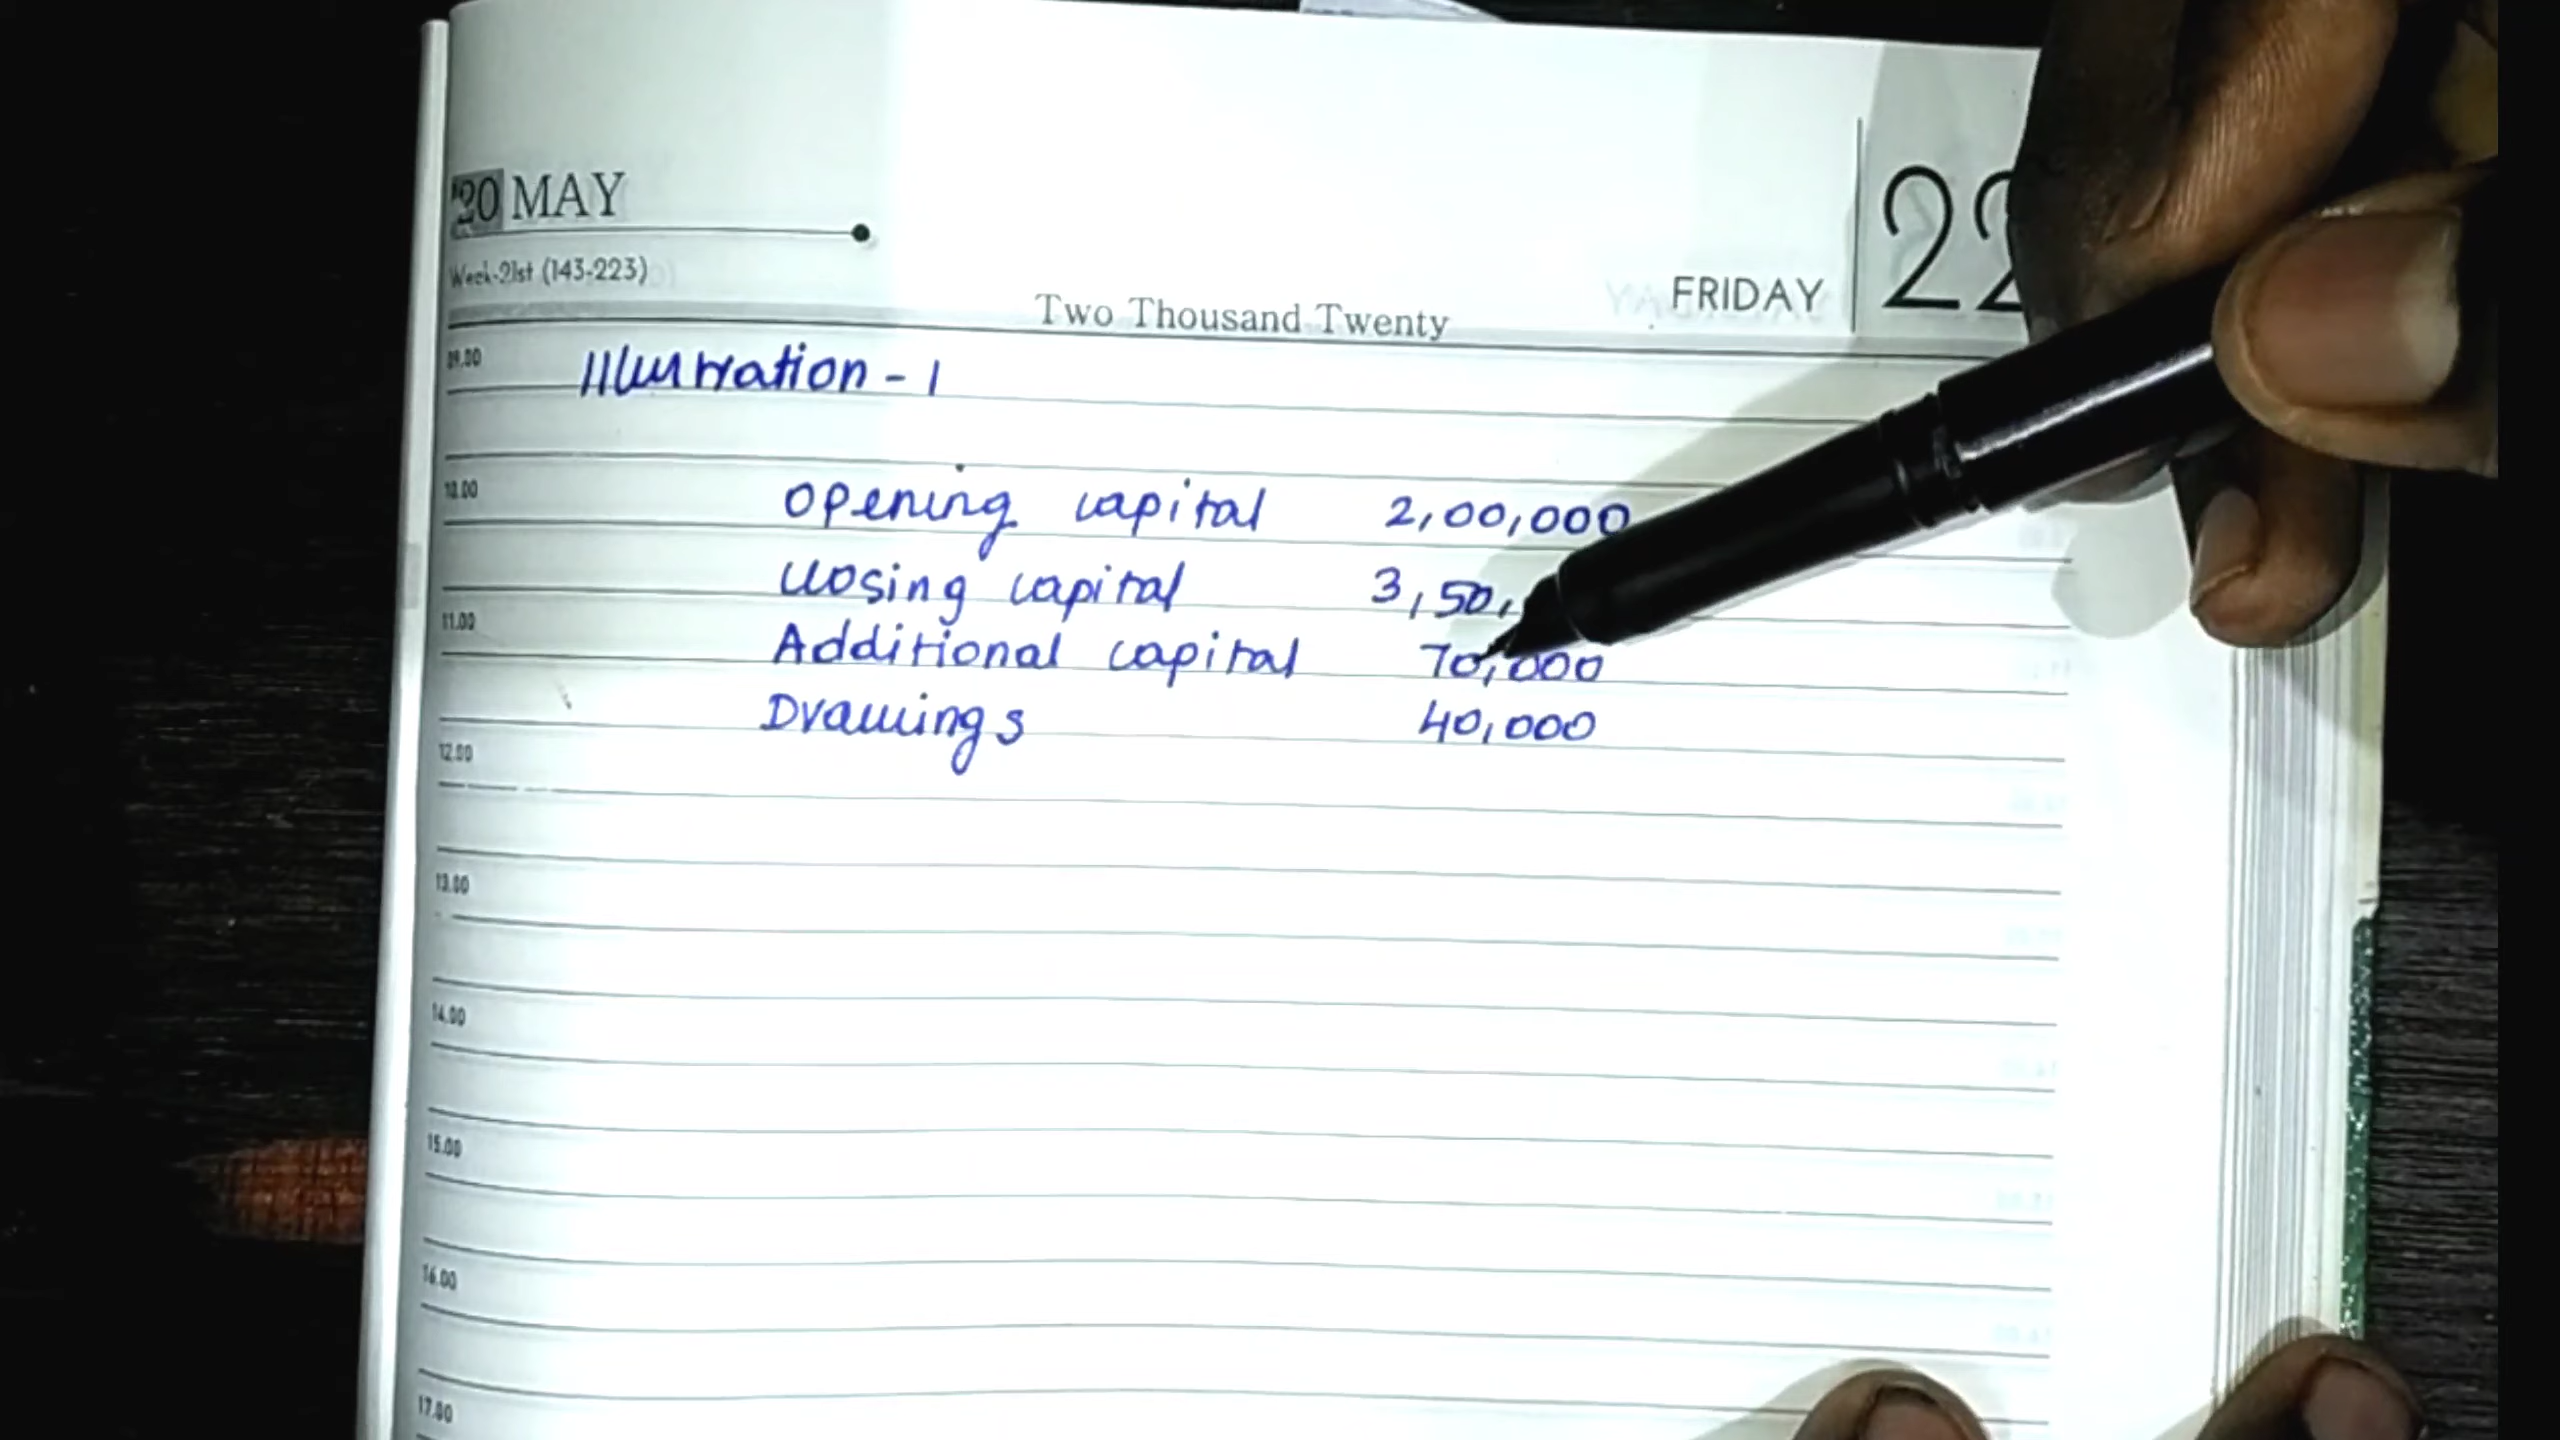 '20 MAY
Week-21st (143-223)
Two Thousand Twenty
FRIDAY
22
09.00
Illustration - 1
10.00
Opening capital 2,00,000
Closing capital 3,50,
11.00
Additional capital 70,000
Drawings 40,000
12.00
13.00
14.00
15.00
16.00
17.00